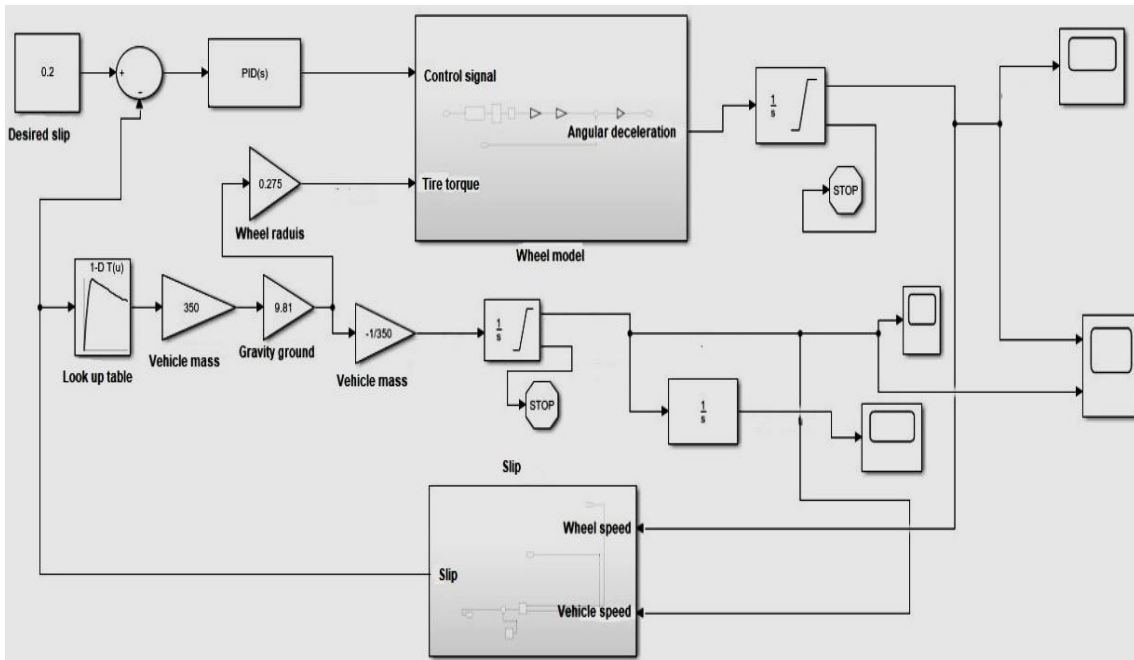 0.2
Desired slip
+
-
PID(s)
Control signal
Angular deceleration
Tire torque
Wheel model
1
s
STOP
0.275
Wheel raduis
1-D T(u)
Look up table
350
Vehicle mass
9.81
Gravity ground
-1/350
Vehicle mass
1
s
STOP
1
s
Slip
Wheel speed
Slip
Vehicle speed